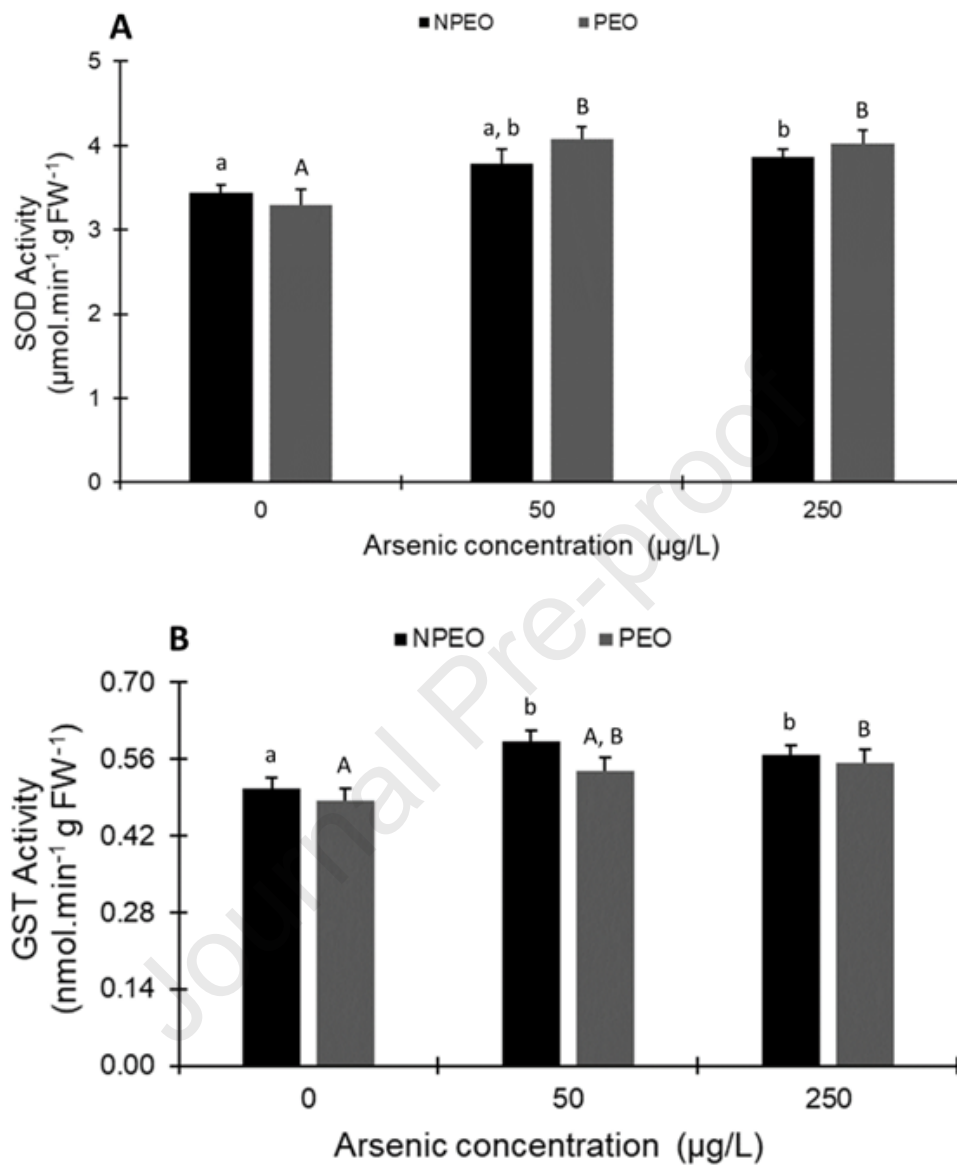 A
NPEO PEO
5
4
3
2
1
0
SOD Activity
(µmol.min⁻¹.g FW⁻¹)
a A a, b B b B
0 50 250
Arsenic concentration (µg/L)
B
NPEO PEO
0.70
0.56
0.42
0.28
0.14
0.00
GST Activity
(nmol.min⁻¹ g FW⁻¹)
a A b A, B b B
0 50 250
Arsenic concentration (µg/L)
Journal Pre-proof